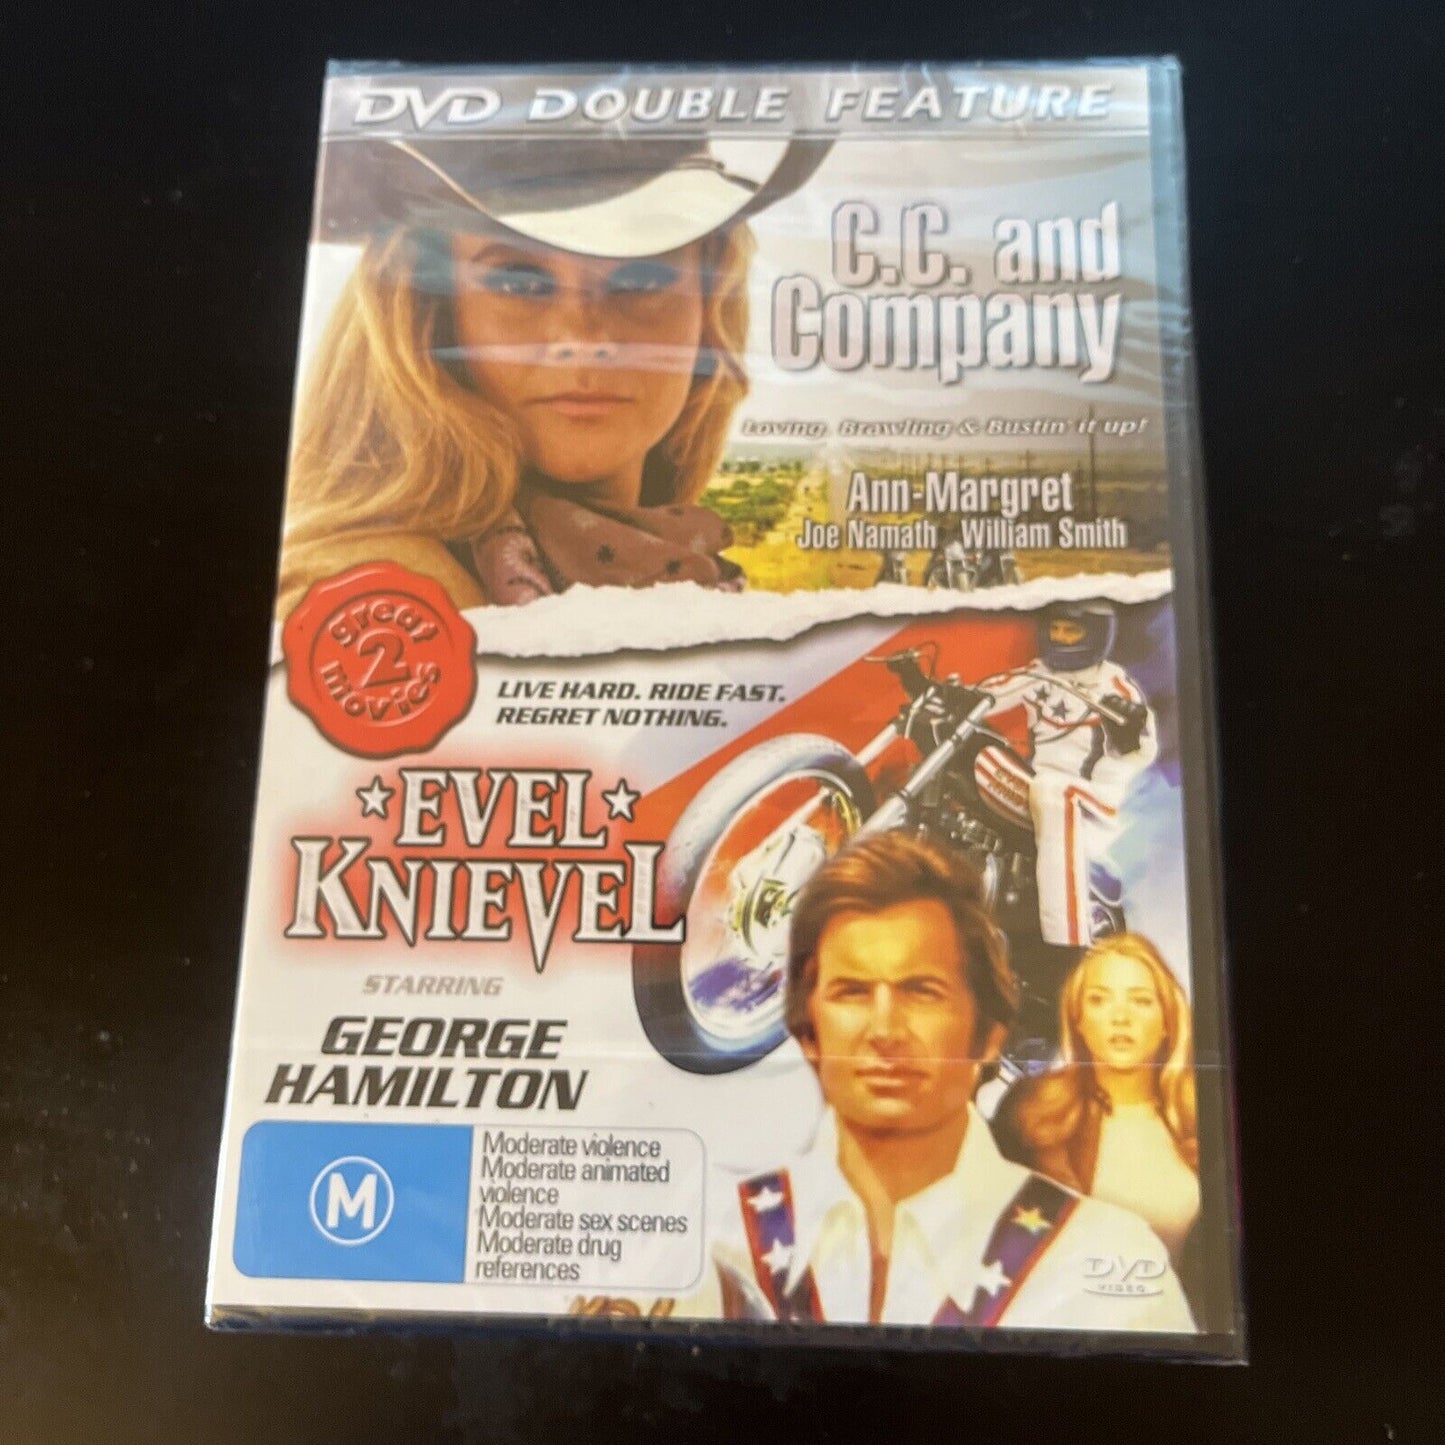 DVD DOUBLE FEATURE
C.C. and
Company
Loving, Brawling & Bustin' it up!
Ann-Margret
Joe Namath William Smith
great
2
movies
LIVE HARD. RIDE FAST.
REGRET NOTHING.
EVEL
KNIEVEL
STARRING
GEORGE
HAMILTON
M
Moderate violence
Moderate animated
violence
Moderate sex scenes
Moderate drug
references
DVD
VIDEO